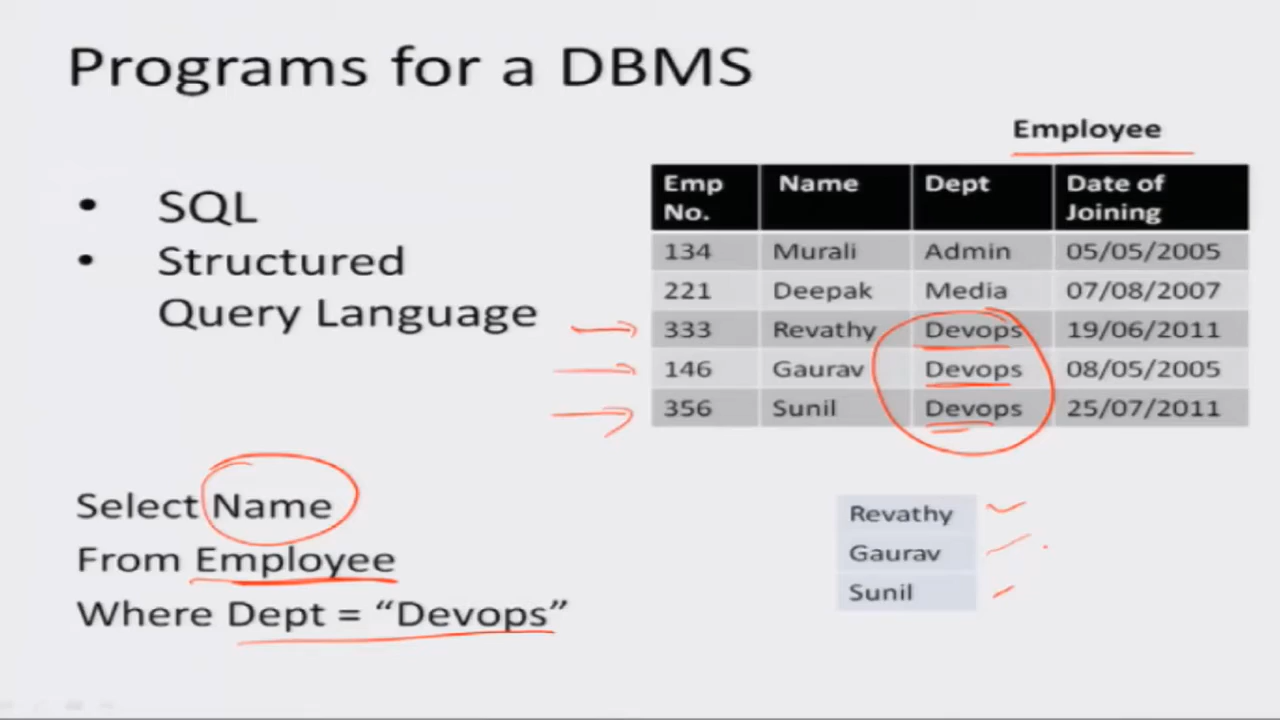 Programs for a DBMS
• SQL
• Structured
Query Language
Employee
Emp No. Name Dept Date of Joining
134 Murali Admin 05/05/2005
221 Deepak Media 07/08/2007
333 Revathy Devops 19/06/2011
146 Gaurav Devops 08/05/2005
356 Sunil Devops 25/07/2011
Select Name
From Employee
Where Dept = “Devops”
Revathy
Gaurav
Sunil